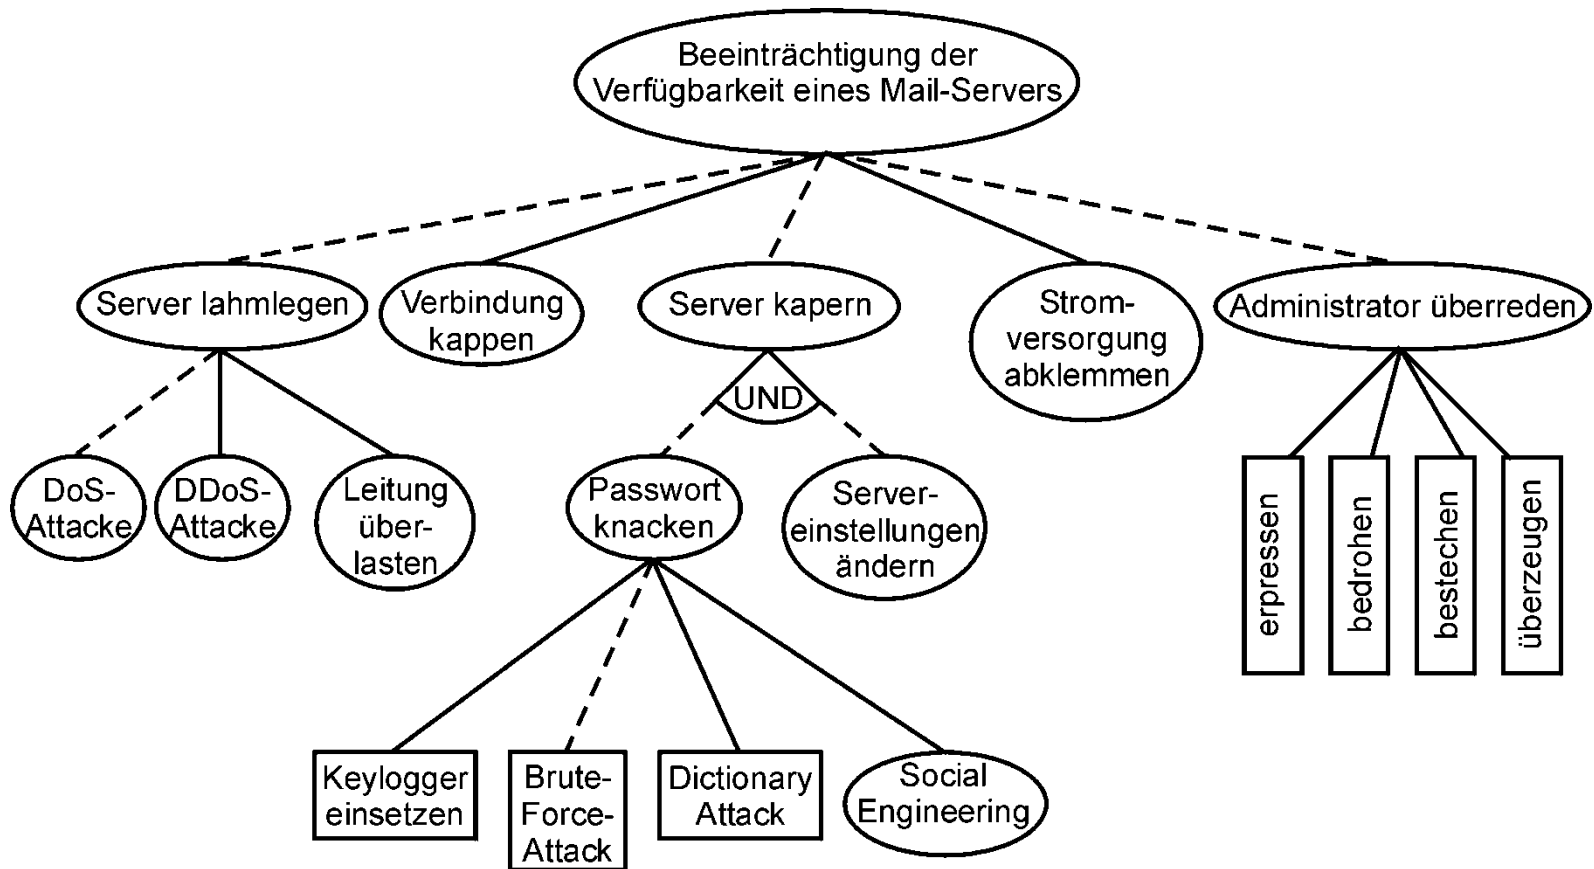 Beeinträchtigung der
Verfügbarkeit eines Mail-Servers
Server lahmlegen
Verbindung
kappen
Server kapern
Strom-
versorgung
abklemmen
Administrator überreden
UND
DoS-
Attacke
DDoS-
Attacke
Leitung
über-
lasten
Passwort
knacken
Server-
einstellungen
ändern
erpressen
bedrohen
bestechen
überzeugen
Keylogger
einsetzen
Brute-
Force-
Attack
Dictionary
Attack
Social
Engineering